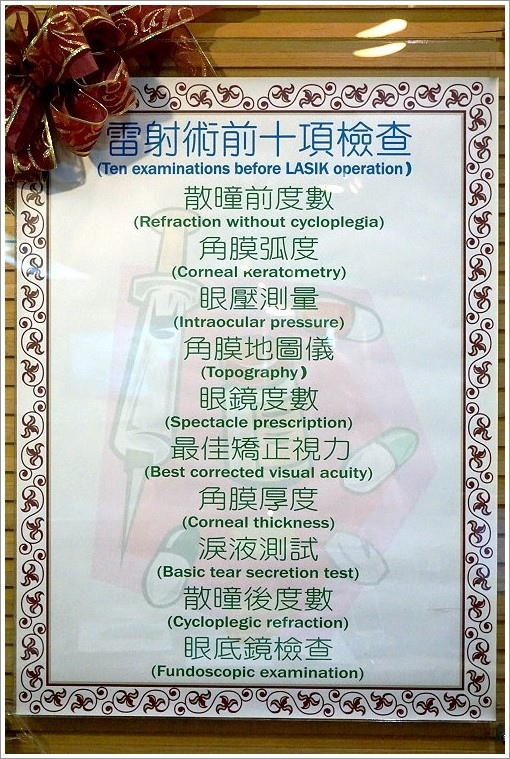 雷射術前十項檢查
(Ten examinations before LASIK operation)
散瞳前度數
(Refraction without cycloplegia)
角膜弧度
(Corneal Keratometry)
眼壓測量
(Intraocular pressure)
角膜地圖儀
(Topography)
眼鏡度數
(Spectacle prescription)
最佳矯正視力
(Best corrected visual acuity)
角膜厚度
(Corneal thickness)
淚液測試
(Basic tear secretion test)
散瞳後度數
(Cycloplegic refraction)
眼底鏡檢查
(Fundoscopic examination)